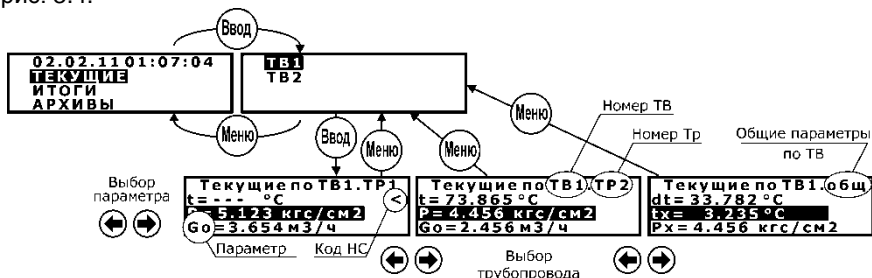 рис. 3.4.
Ввод
02.02.11 01:07:04
ТЕКУЩИЕ
ИТОГИ
АРХИВЫ
ТВ1
ТВ2
Меню
Ввод
Меню
Меню
Меню
Номер ТВ
Номер Тр
Общие параметры
по ТВ
Выбор
параметра
Текущие по ТВ1.ТР1
t=--- °C <
P=5.123 кгс/см2
Go=3.654 м3/ч
Параметр
Код НС
Текущие по ТВ1.ТР2
t=73.865 °C
P=4.456 кгс/см2
Go=2.456 м3/ч
Выбор
трубопровода
Текущие по ТВ1.общ
dt=33.782 °C
tx= 3.235 °C
Px=4.456 кгс/см2